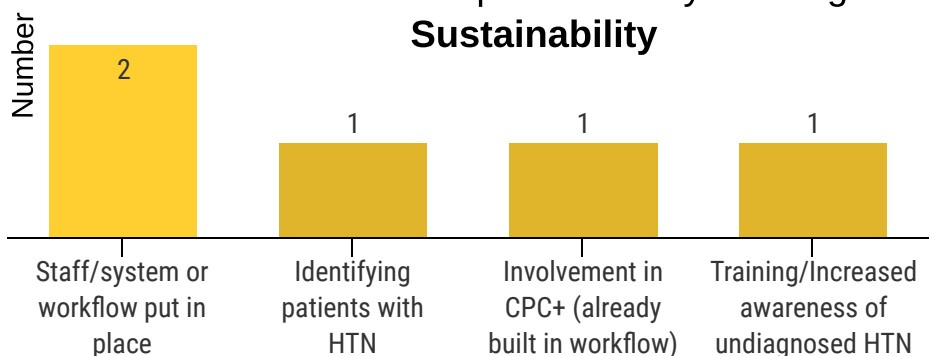 Sustainability
Number
2
1
1
1
Staff/system or
workflow put in
place
Identifying
patients with
HTN
Involvement in
CPC+ (already
built in workflow)
Training/Increased
awareness of
undiagnosed HTN